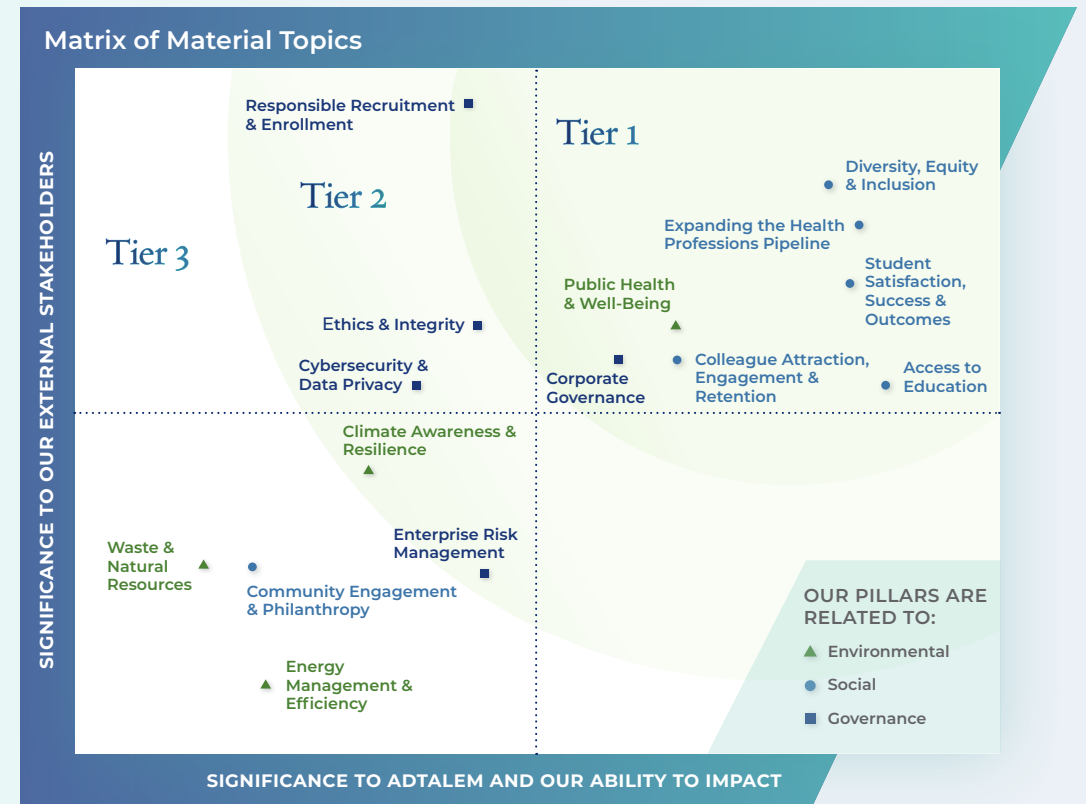 Matrix of Material Topics
SIGNIFICANCE TO OUR EXTERNAL STAKEHOLDERS
Responsible Recruitment
& Enrollment
Tier 1
Tier 2
Tier 3
Diversity, Equity
& Inclusion
Expanding the Health
Professions Pipeline
Student
Satisfaction,
Success &
Outcomes
Public Health
& Well-Being
Ethics & Integrity
Cybersecurity &
Data Privacy
Corporate
Governance
Colleague Attraction,
Engagement &
Retention
Access to
Education
Climate Awareness &
Resilience
Enterprise Risk
Management
Waste &
Natural
Resources
Community Engagement
& Philanthropy
Energy
Management &
Efficiency
OUR PILLARS ARE
RELATED TO:
Environmental
Social
Governance
SIGNIFICANCE TO ADTALEM AND OUR ABILITY TO IMPACT